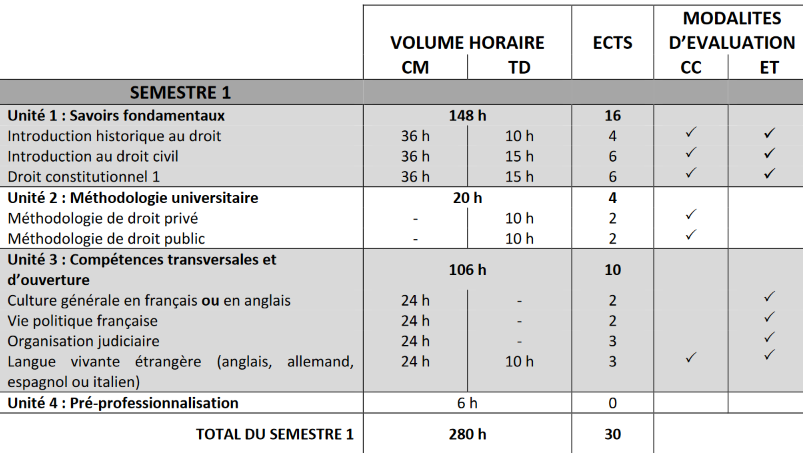 VOLUME HORAIRE ECTS MODALITES D’EVALUATION
CM TD CC ET
SEMESTRE 1
Unité 1 : Savoirs fondamentaux 148 h 16
Introduction historique au droit 36 h 10 h 4 ✓ ✓
Introduction au droit civil 36 h 15 h 6 ✓ ✓
Droit constitutionnel 1 36 h 15 h 6 ✓ ✓
Unité 2 : Méthodologie universitaire 20 h 4
Méthodologie de droit privé - 10 h 2 ✓
Méthodologie de droit public - 10 h 2 ✓
Unité 3 : Compétences transversales et
d’ouverture 106 h 10
Culture générale en français ou en anglais 24 h - 2 ✓
Vie politique française 24 h - 2 ✓
Organisation judiciaire 24 h - 3 ✓
Langue vivante étrangère (anglais, allemand, 24 h 10 h 3 ✓ ✓
espagnol ou italien)
Unité 4 : Pré-professionnalisation 6 h 0
TOTAL DU SEMESTRE 1 280 h 30